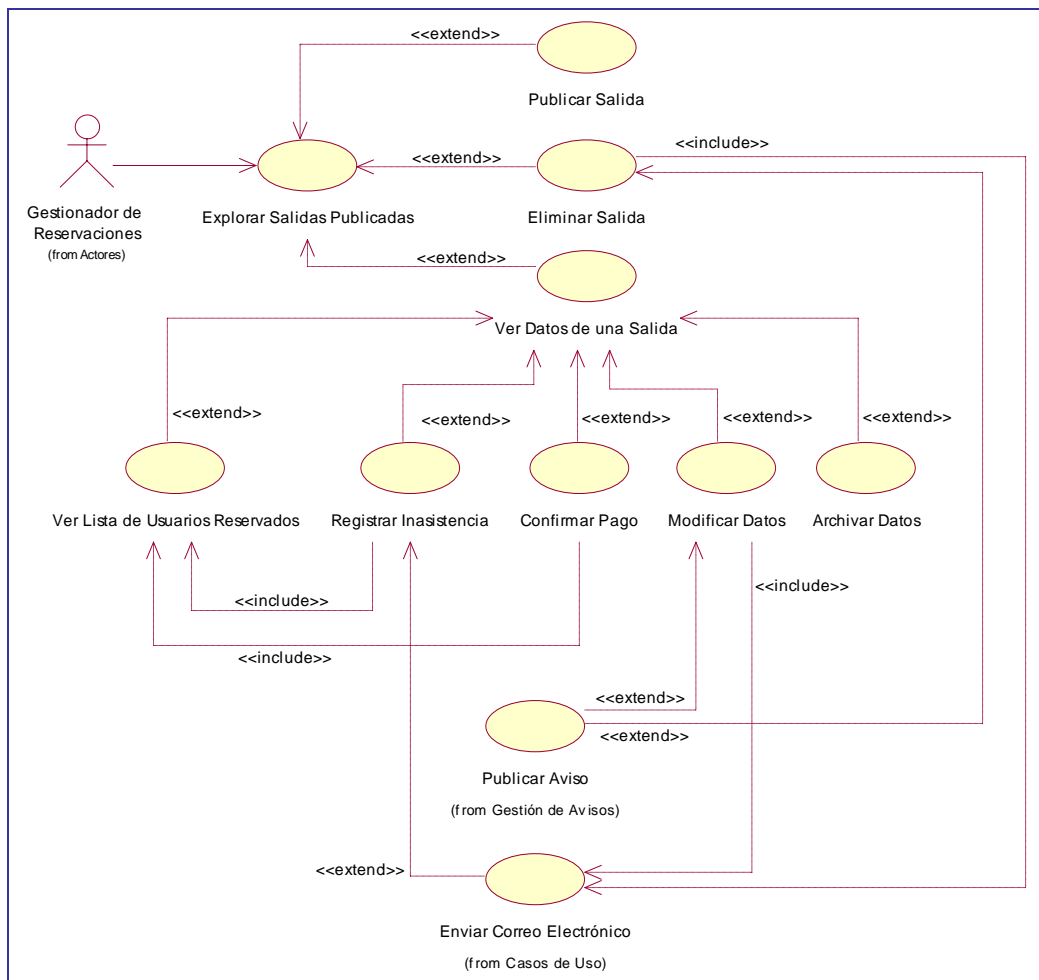 <<extend>>
Publicar Salida
<<extend>>
<<include>>
Gestionador de
Reservaciones
(from Actores)
Explorar Salidas Publicadas
Eliminar Salida
<<extend>>
Ver Datos de una Salida
<<extend>>
<<extend>>
<<extend>>
<<extend>>
<<extend>>
Ver Lista de Usuarios Reservados
Registrar Inasistencia
Confirmar Pago
Modificar Datos
Archivar Datos
<<include>>
<<include>>
<<include>>
<<extend>>
<<extend>>
Publicar Aviso
(from Gestión de Avisos)
<<extend>>
Enviar Correo Electrónico
(from Casos de Uso)